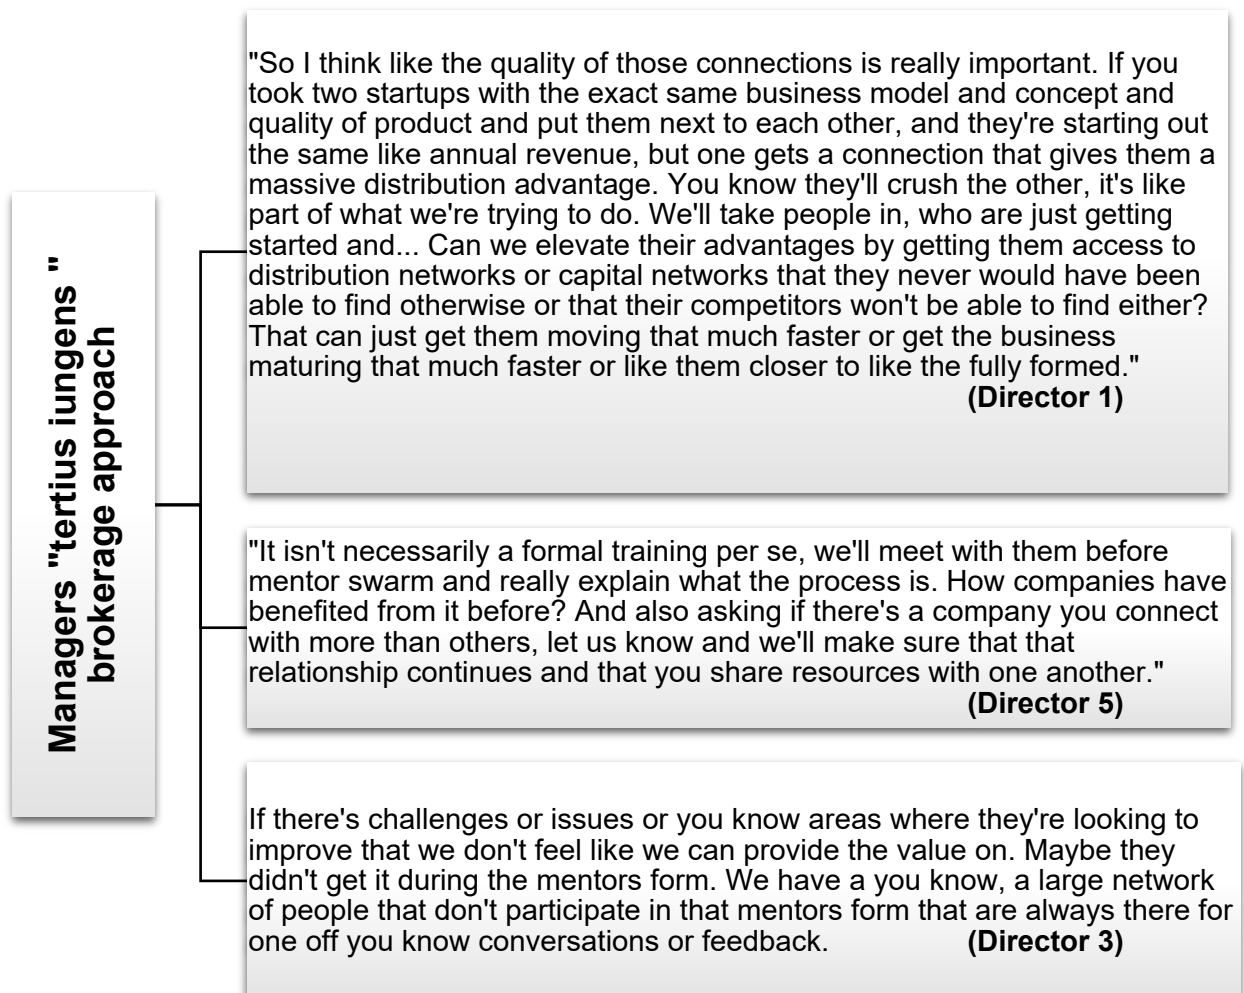 Managers "tertius iungens "
brokerage approach
"So I think like the quality of those connections is really important. If you
took two startups with the exact same business model and concept and
quality of product and put them next to each other, and they're starting out
the same like annual revenue, but one gets a connection that gives them a
massive distribution advantage. You know they'll crush the other, it's like
part of what we're trying to do. We'll take people in, who are just getting
started and... Can we elevate their advantages by getting them access to
distribution networks or capital networks that they never would have been
able to find otherwise or that their competitors won't be able to find either?
That can just get them moving that much faster or get the business
maturing that much faster or like them closer to like the fully formed."
(Director 1)
"It isn't necessarily a formal training per se, we'll meet with them before
mentor swarm and really explain what the process is. How companies have
benefited from it before? And also asking if there's a company you connect
with more than others, let us know and we'll make sure that that
relationship continues and that you share resources with one another."
(Director 5)
If there's challenges or issues or you know areas where they're looking to
improve that we don't feel like we can provide the value on. Maybe they
didn't get it during the mentors form. We have a you know, a large network
of people that don't participate in that mentors form that are always there for
one off you know conversations or feedback. (Director 3)